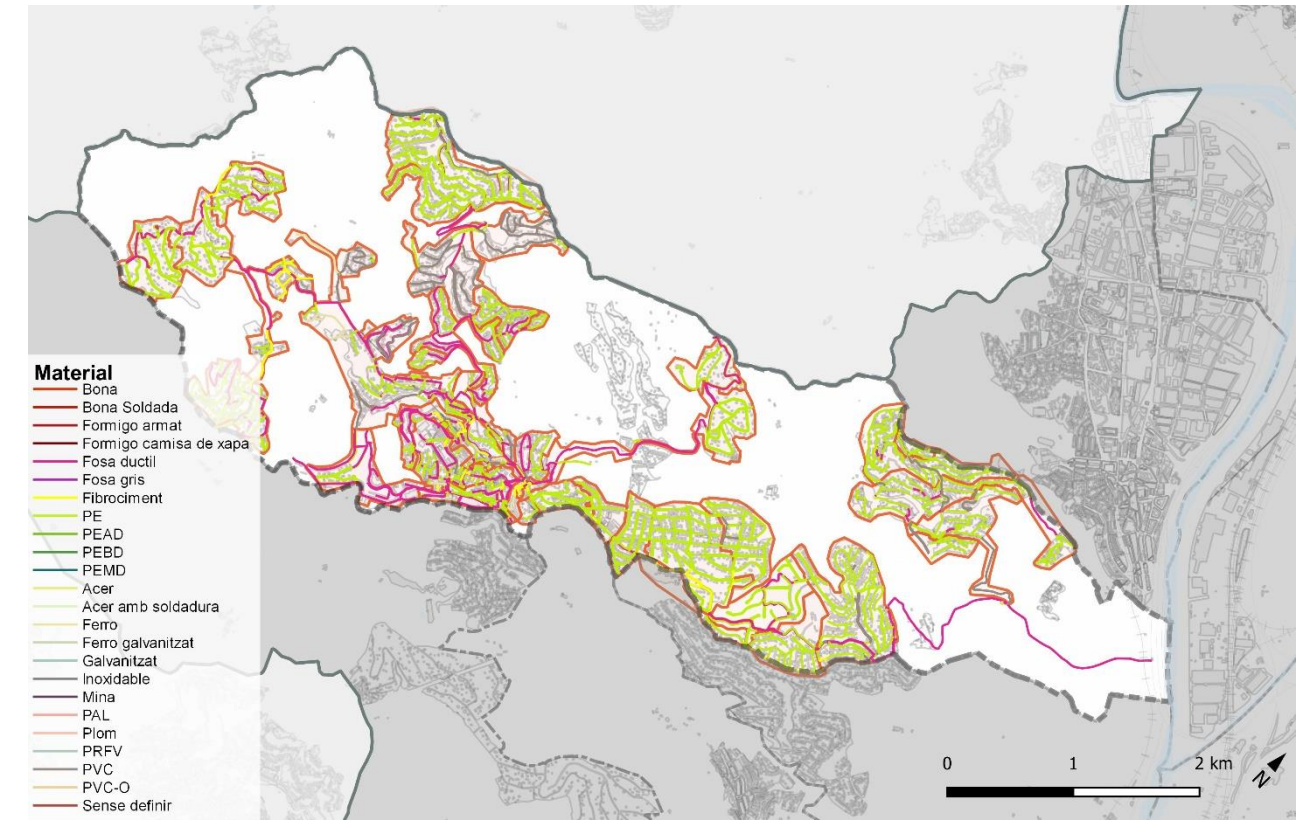 Material
Bona
Bona Soldada
Formigo armat
Formigo camisa de xapa
Fosa ductil
Fosa gris
Fibrociment
PE
PEAD
PEBD
PEMD
Acer
Acer amb soldadura
Ferro
Ferro galvanitzat
Galvanitzat
Inoxidable
Mina
PAL
Plom
PRFV
PVC
PVC-O
Sense definir
0 1 2 km
N